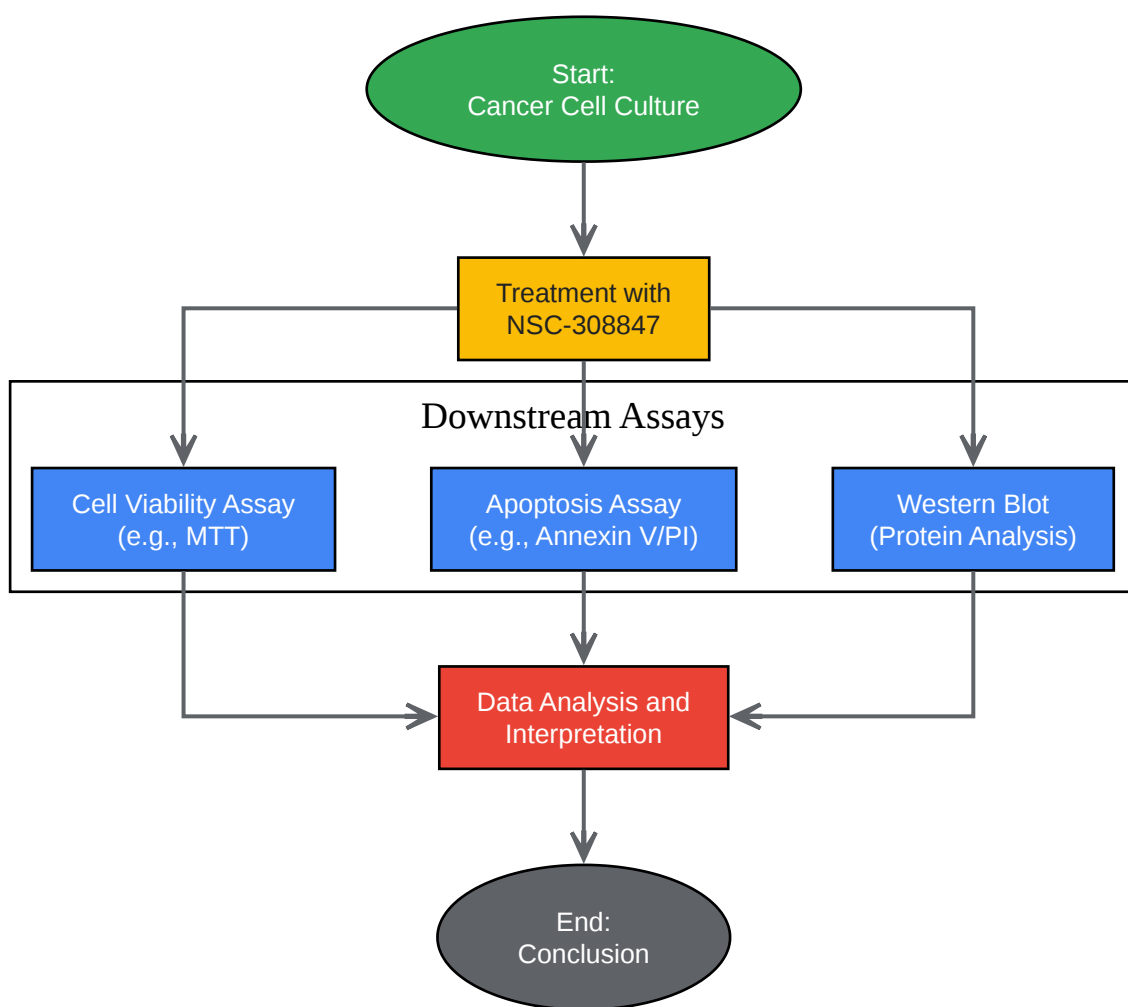 Start:
Cancer Cell Culture
Treatment with
NSC-308847
Downstream Assays
Cell Viability Assay
(e.g., MTT)
Apoptosis Assay
(e.g., Annexin V/PI)
Western Blot
(Protein Analysis)
Data Analysis and
Interpretation
End:
Conclusion